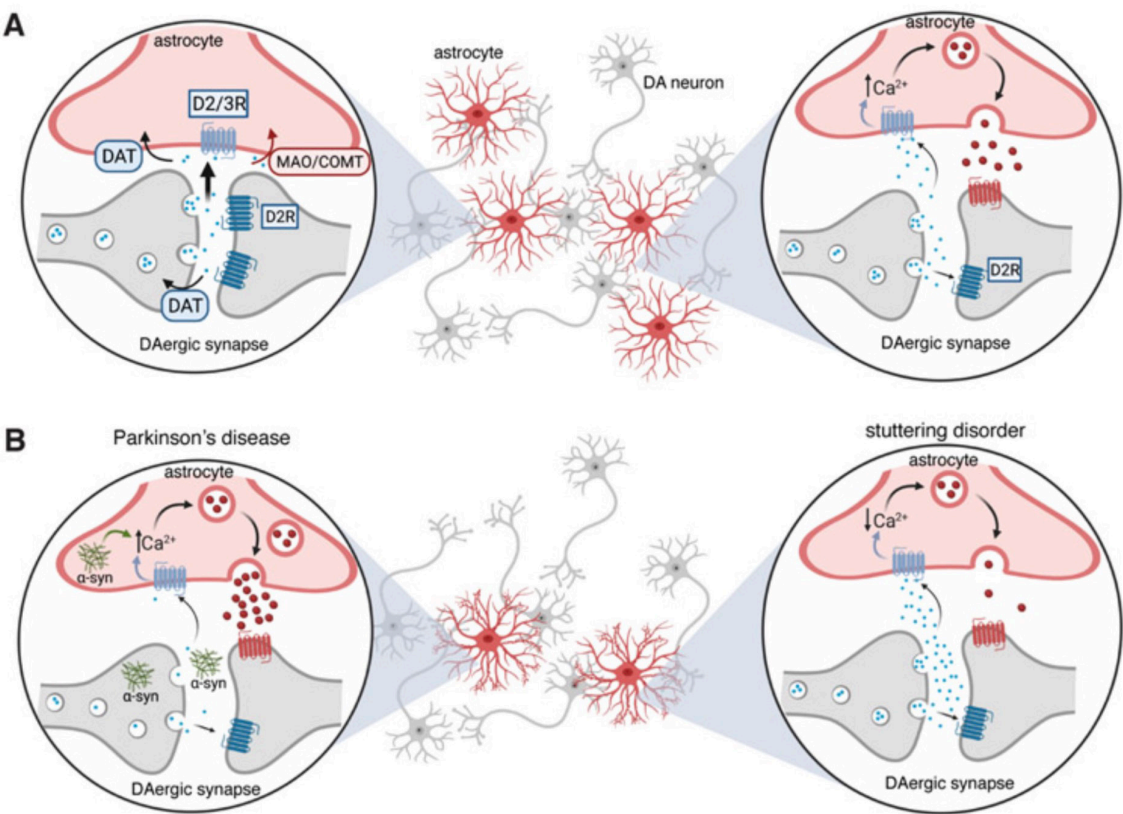 A
astrocyte
D2/3R
DAT
MAO/COMT
D2R
DAT
DAergic synapse
astrocyte
DA neuron
astrocyte
↑Ca²⁺
D2R
DAergic synapse
B
Parkinson's disease
astrocyte
↑Ca²⁺
α-syn
α-syn
α-syn
DAergic synapse
stuttering disorder
astrocyte
↓Ca²⁺
DAergic synapse